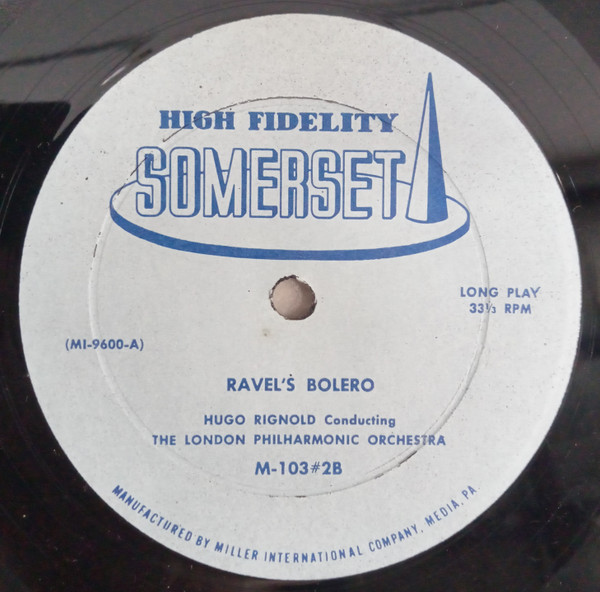 HIGH FIDELITY
SOMERSET
LONG PLAY
33⅓ RPM
(MI-9600-A)
RAVEL'S BOLERO
HUGO RIGNOLD Conducting
THE LONDON PHILHARMONIC ORCHESTRA
M-103#2B
MANUFACTURED BY MILLER INTERNATIONAL COMPANY, MEDIA, PA.